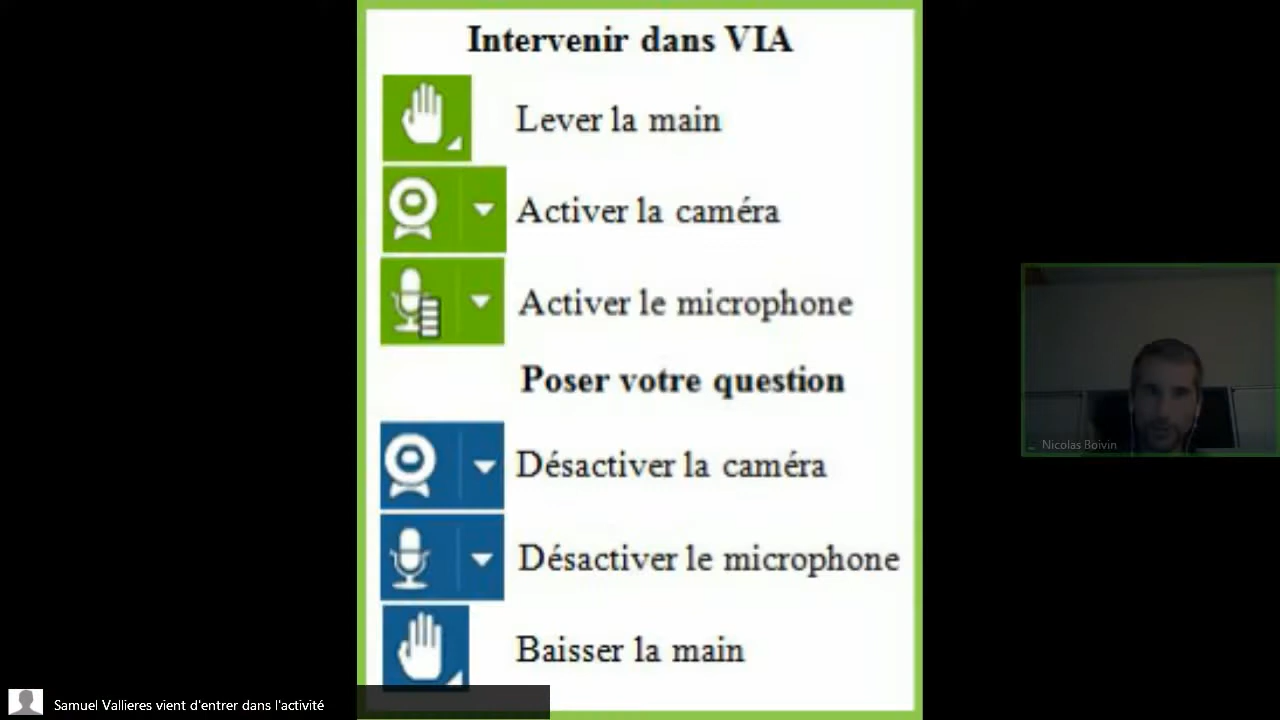 Intervenir dans VIA
Lever la main
Activer la caméra
Activer le microphone
Poser votre question
Désactiver la caméra
Désactiver le microphone
Baisser la main
Nicolas Boivin
Samuel Vallieres vient d'entrer dans l'activité